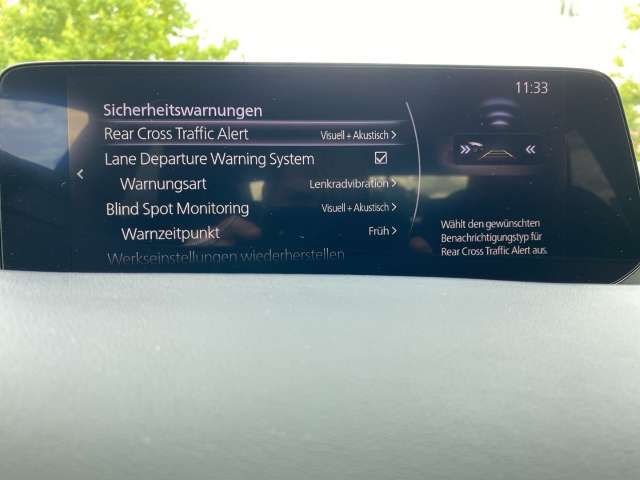 11:33
Sicherheitswarnungen
Rear Cross Traffic Alert Visuell + Akustisch >
Lane Departure Warning System
Warnungsart Lenkradvibration >
Blind Spot Monitoring Visuell + Akustisch >
Warnzeitpunkt Früh >
Werkseinstellungen wiederherstellen
Wählt den gewünschten
Benachrichtigungstyp für
Rear Cross Traffic Alert aus.